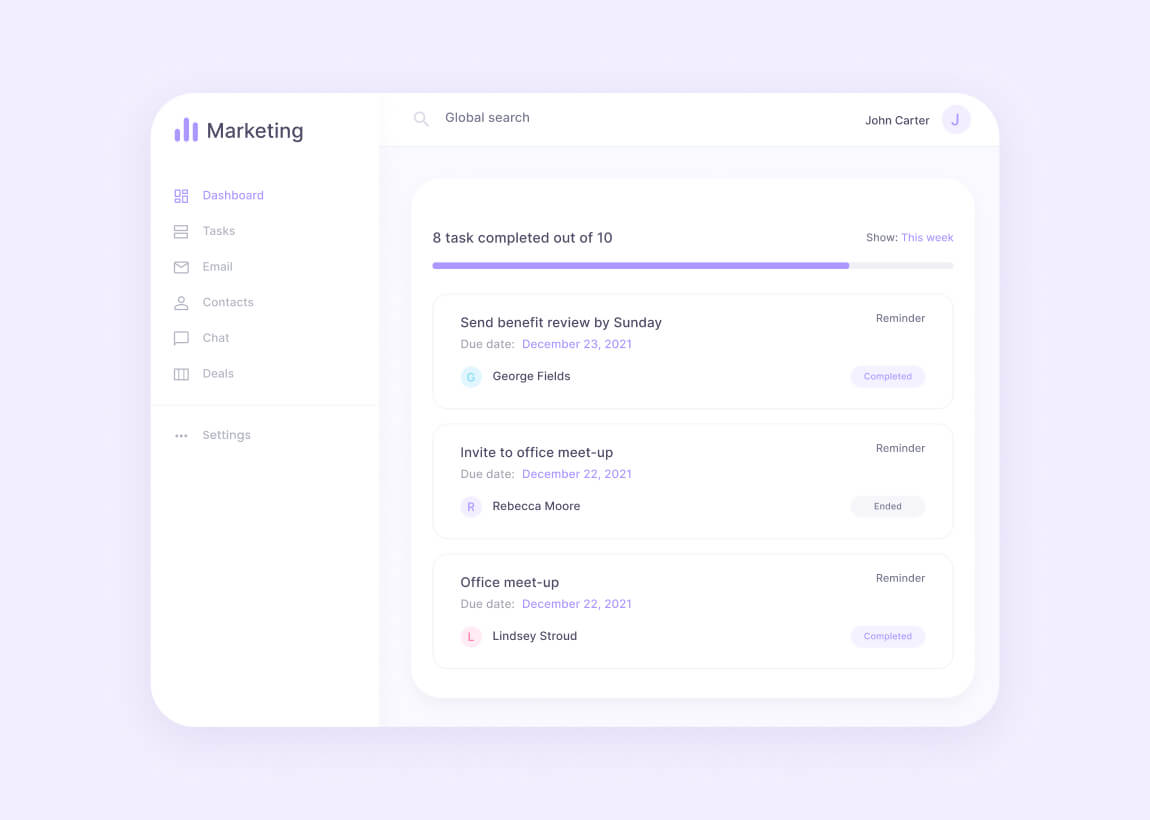 Marketing
Dashboard
Tasks
Email
Contacts
Chat
Deals
Settings
Global search
John Carter J
8 task completed out of 10
Show: This week
Send benefit review by Sunday
Reminder
Due date: December 23, 2021
G George Fields
Completed
Invite to office meet-up
Reminder
Due date: December 22, 2021
R Rebecca Moore
Ended
Office meet-up
Reminder
Due date: December 22, 2021
L Lindsey Stroud
Completed